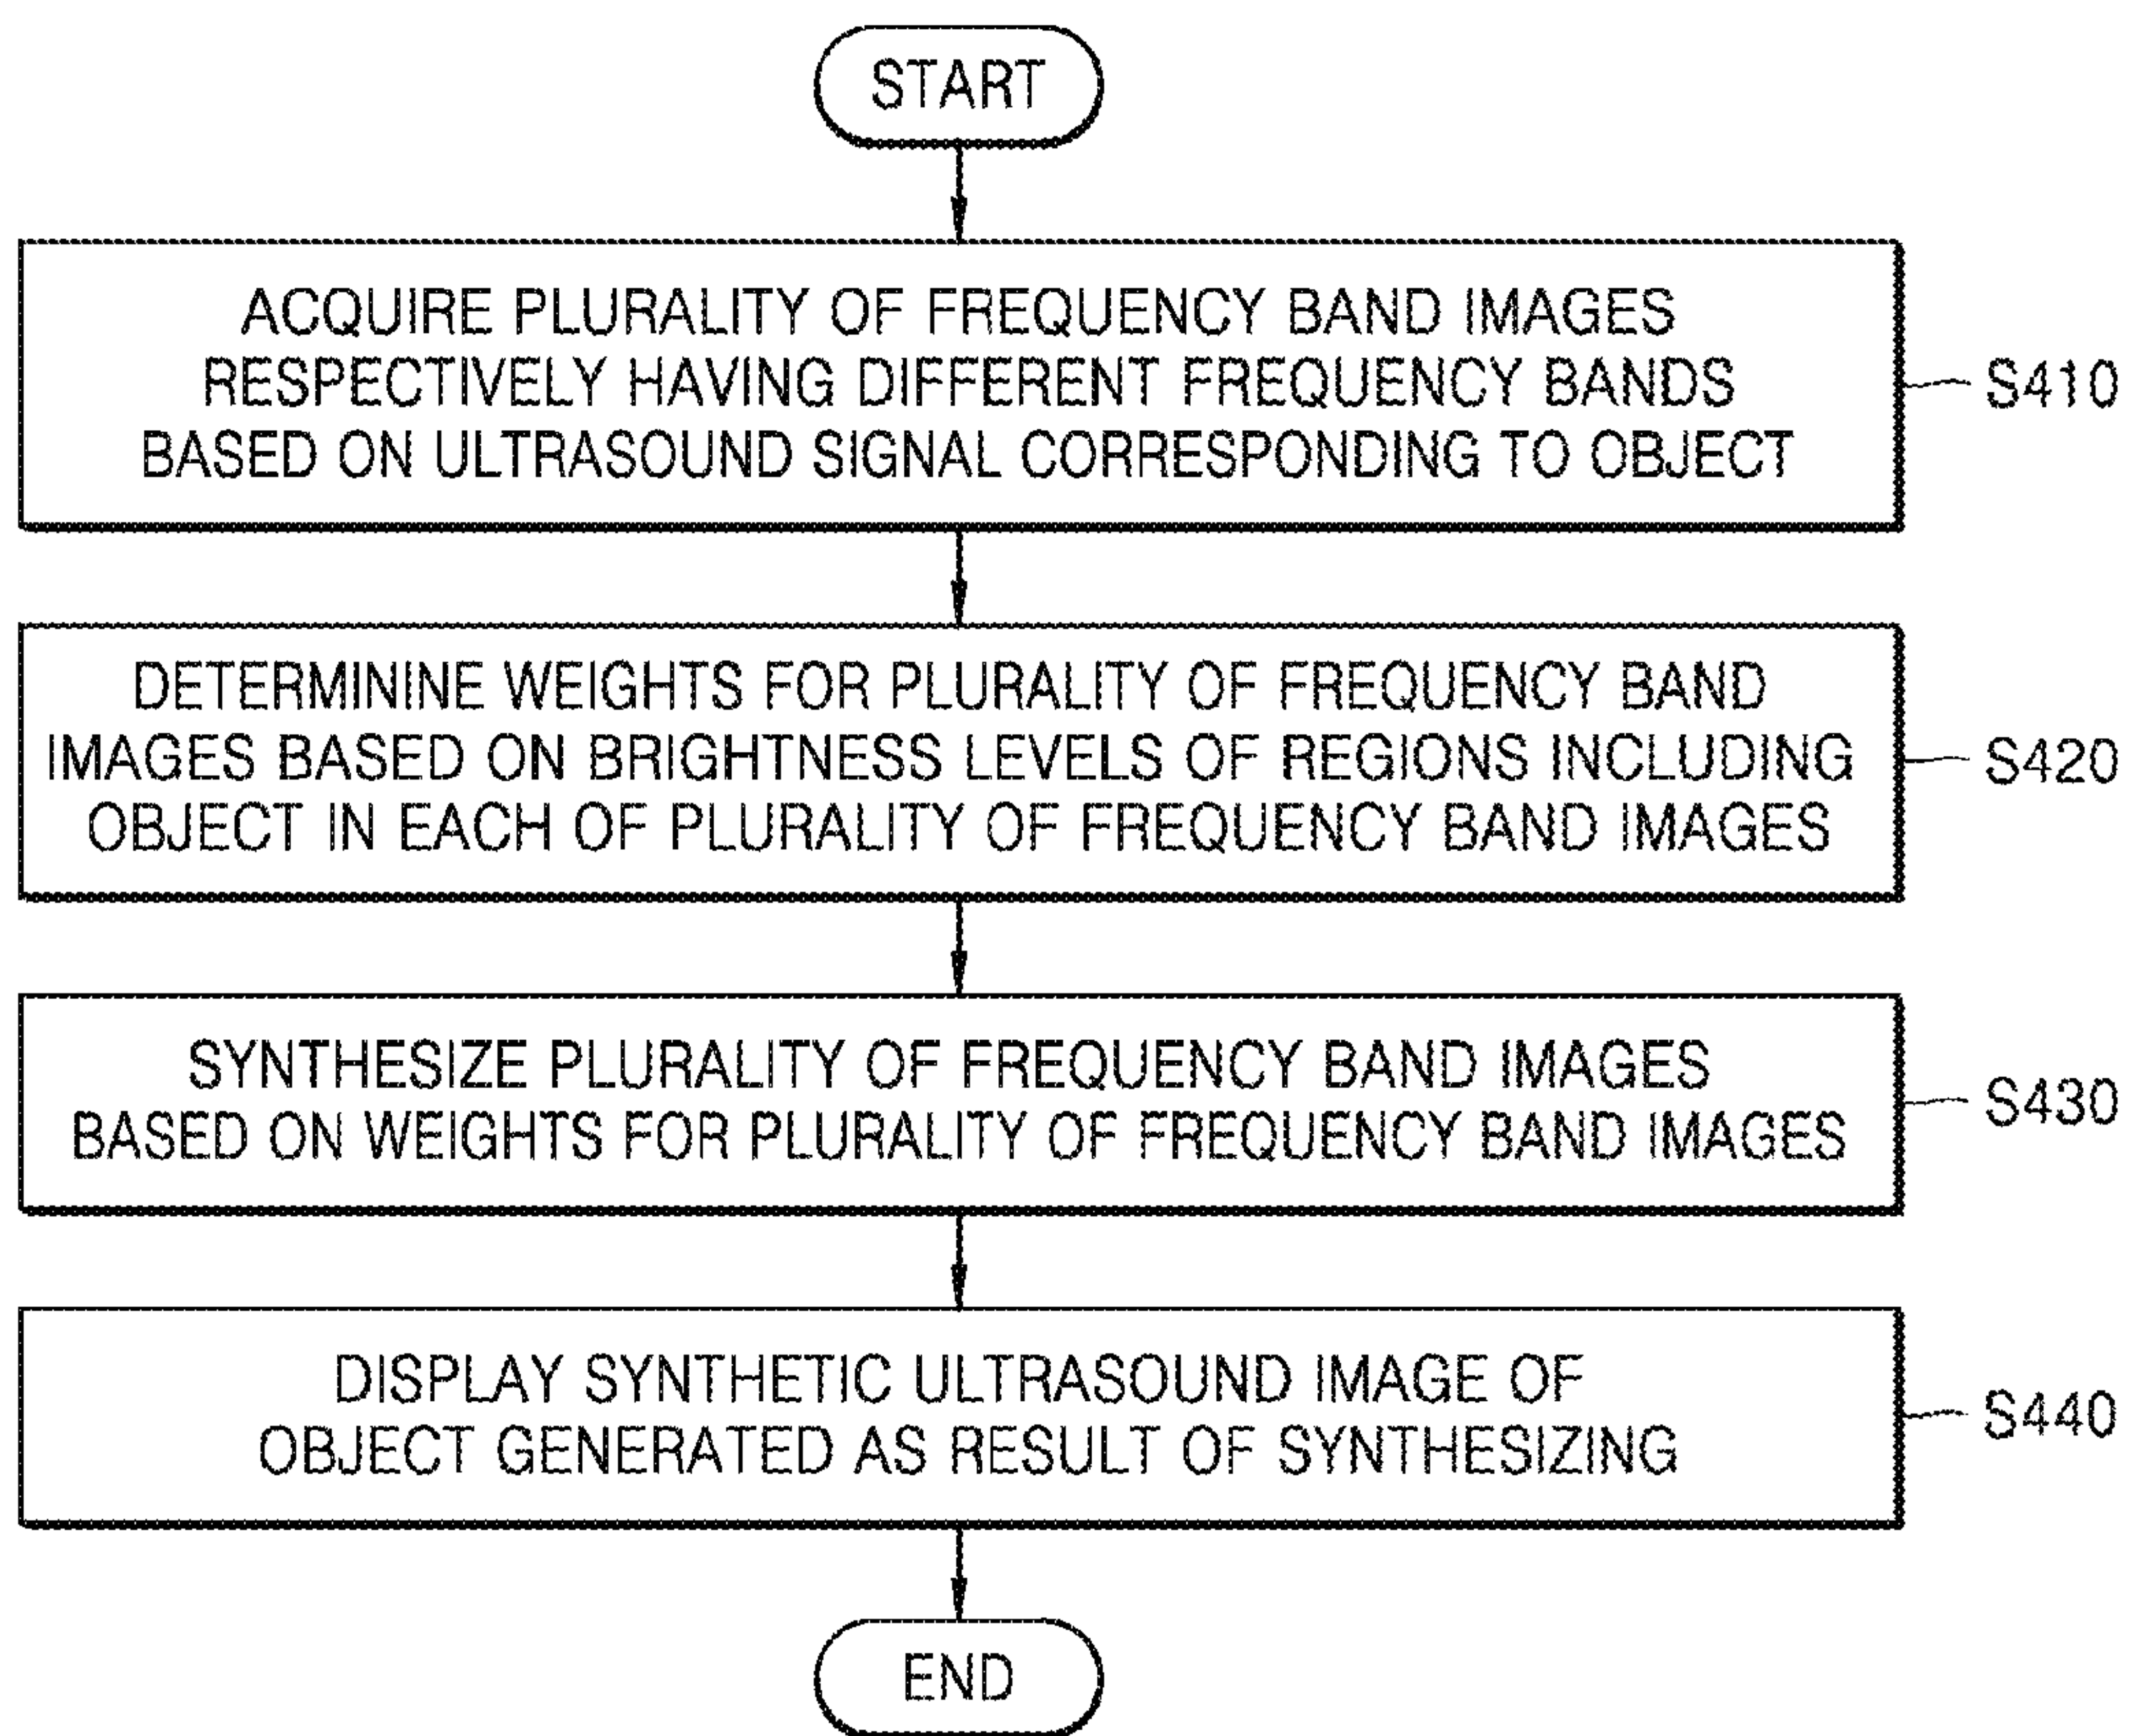 START
ACQUIRE PLURALITY OF FREQUENCY BAND IMAGES
RESPECTIVELY HAVING DIFFERENT FREQUENCY BANDS
BASED ON ULTRASOUND SIGNAL CORRESPONDING TO OBJECT
S410
DETERMININE WEIGHTS FOR PLURALITY OF FREQUENCY BAND
IMAGES BASED ON BRIGHTNESS LEVELS OF REGIONS INCLUDING
OBJECT IN EACH OF PLURALITY OF FREQUENCY BAND IMAGES
S420
SYNTHESIZE PLURALITY OF FREQUENCY BAND IMAGES
BASED ON WEIGHTS FOR PLURALITY OF FREQUENCY BAND IMAGES
S430
DISPLAY SYNTHETIC ULTRASOUND IMAGE OF
OBJECT GENERATED AS RESULT OF SYNTHESIZING
S440
END